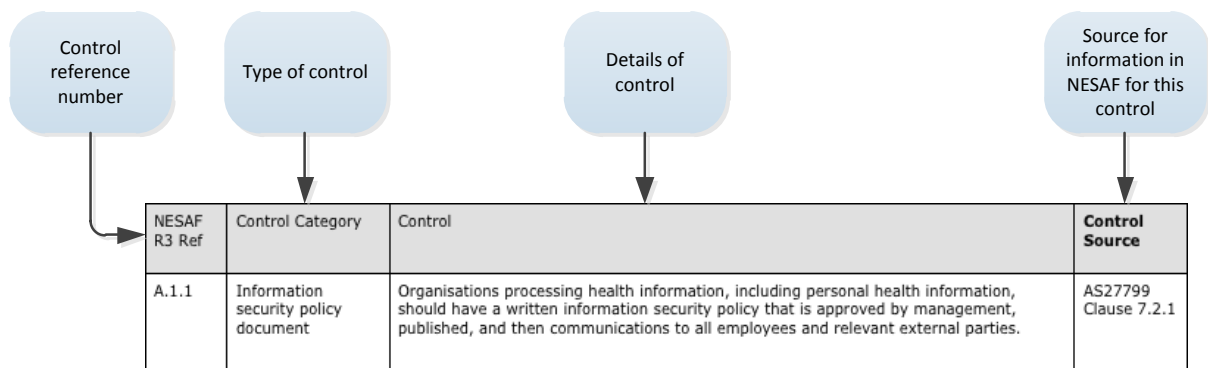 Control
reference
number
Type of control
Details of
control
Source for
information in
NESAF for this
control
NESAF
R3 Ref
Control Category
Control
Control
Source
A.1.1
Information
security policy
document
Organisations processing health information, including personal health information,
should have a written information security policy that is approved by management,
published, and then communications to all employees and relevant external parties.
AS27799
Clause 7.2.1